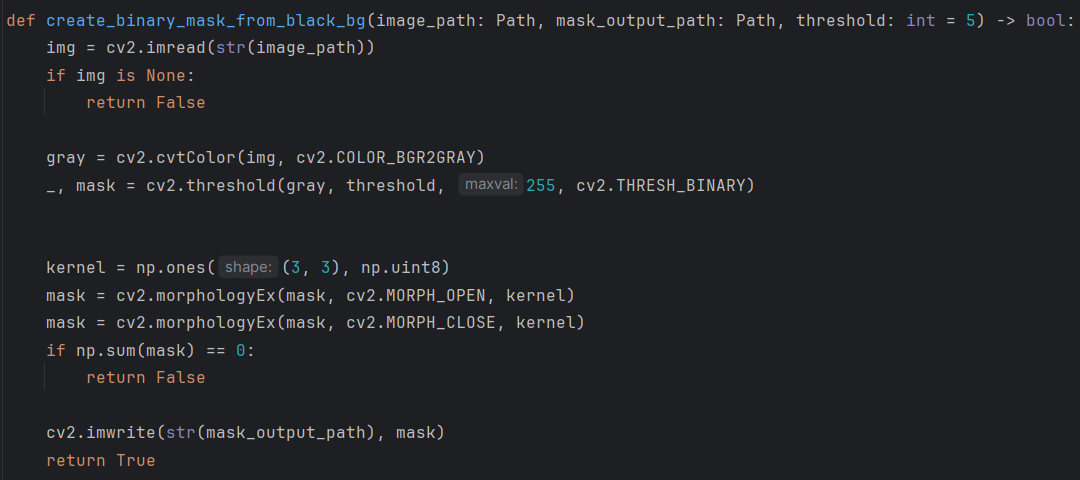 def create_binary_mask_from_black_bg(image_path: Path, mask_output_path: Path, threshold: int = 5) -> bool:
    img = cv2.imread(str(image_path))
    if img is None:
        return False
    gray = cv2.cvtColor(img, cv2.COLOR_BGR2GRAY)
    _, mask = cv2.threshold(gray, threshold, maxval: 255, cv2.THRESH_BINARY)
    kernel = np.ones( shape: (3, 3), np.uint8)
    mask = cv2.morphologyEx(mask, cv2.MORPH_OPEN, kernel)
    mask = cv2.morphologyEx(mask, cv2.MORPH_CLOSE, kernel)
    if np.sum(mask) == 0:
        return False
    cv2.imwrite(str(mask_output_path), mask)
    return True